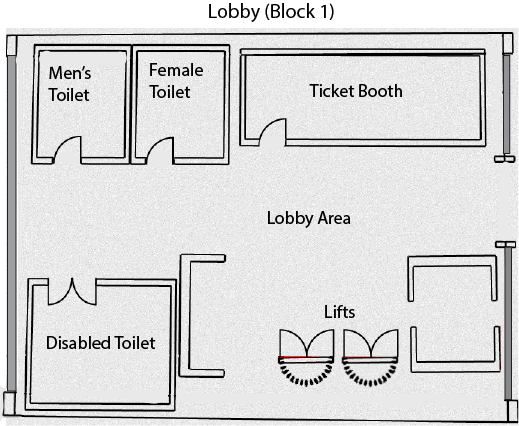 Lobby (Block 1)
Men's
Toilet
Female
Toilet
Ticket Booth
Lobby Area
Lifts
Disabled Toilet